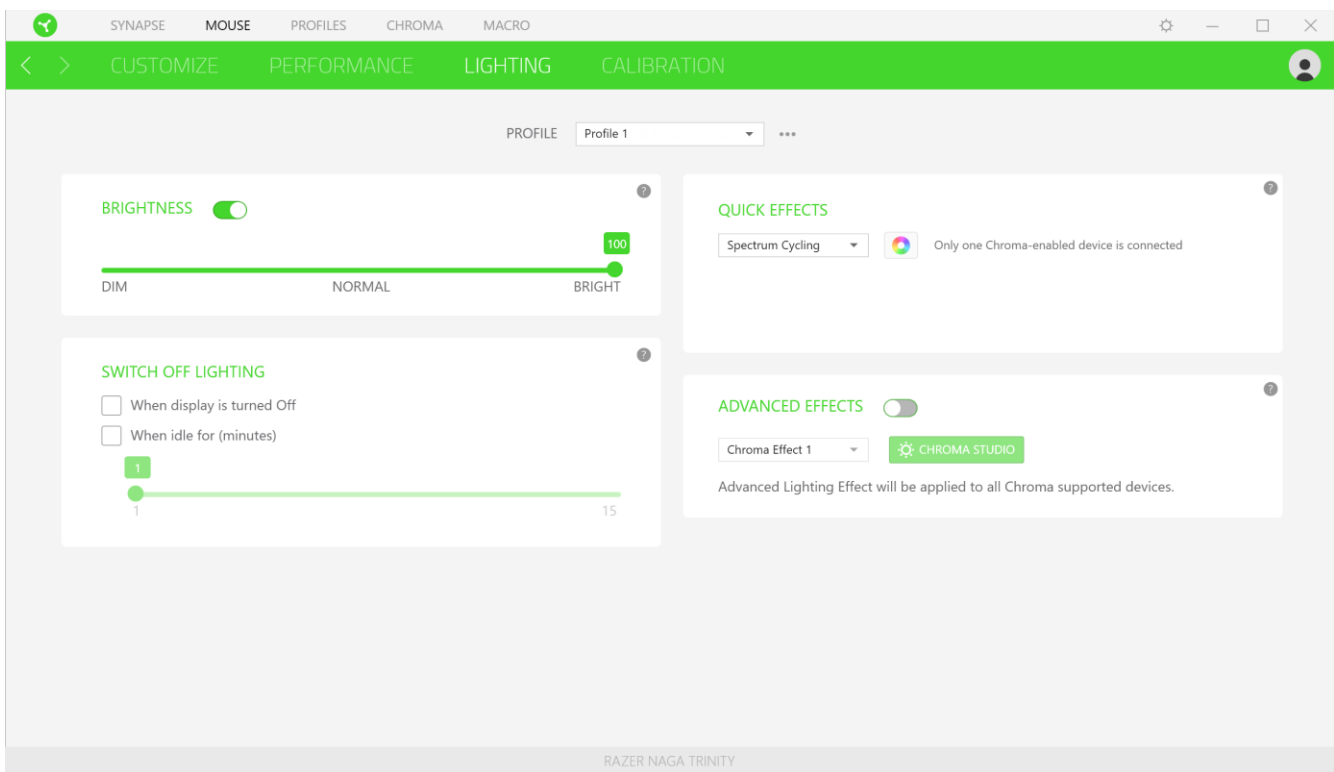 SYNAPSE MOUSE PROFILES CHROMA MACRO
CUSTOMIZE PERFORMANCE LIGHTING CALIBRATION
PROFILE Profile 1
BRIGHTNESS
100
DIM NORMAL BRIGHT
SWITCH OFF LIGHTING
When display is turned Off
When idle for (minutes)
1
1 15
QUICK EFFECTS
Spectrum Cycling Only one Chroma-enabled device is connected
ADVANCED EFFECTS
Chroma Effect 1 CHROMA STUDIO
Advanced Lighting Effect will be applied to all Chroma supported devices.
RAZER NAGA TRINITY